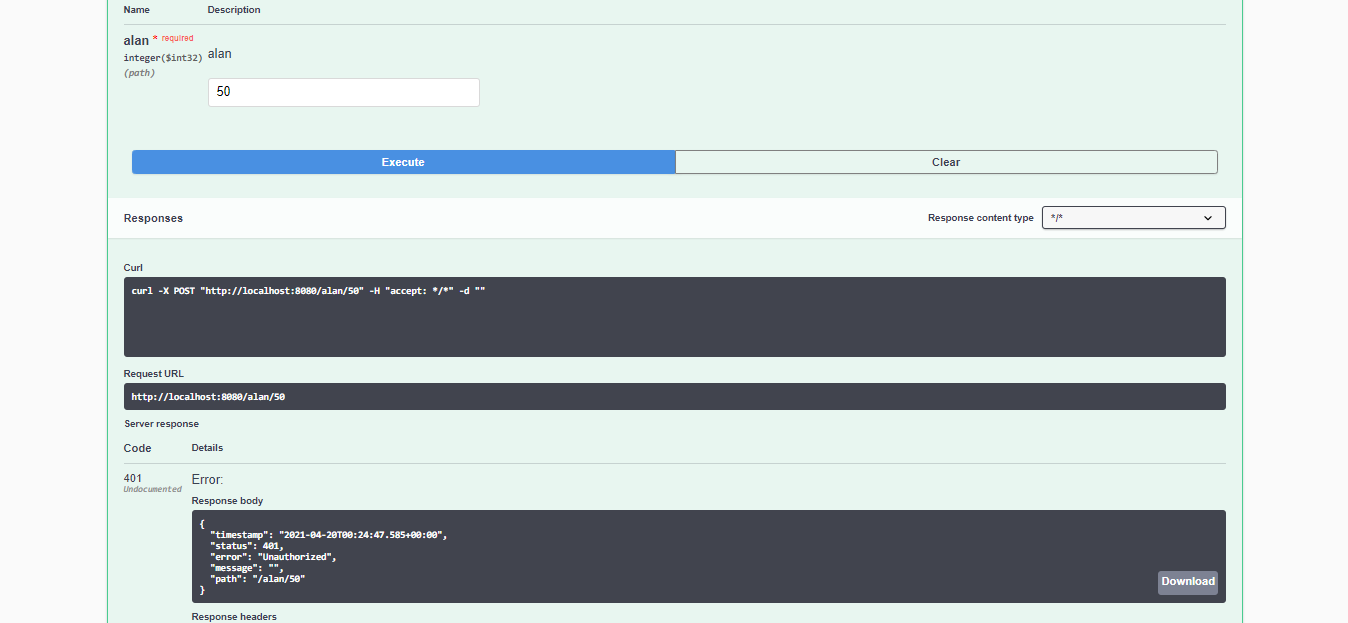 Name Description
alan * required
alan
integer($int32)
(path)
50
Execute Clear
Responses Response content type */*
Curl
curl -X POST "http://localhost:8080/alan/50" -H "accept: */*" -d ""
Request URL
http://localhost:8080/alan/50
Server response
Code Details
401 Error:
Undocumented
Response body
{
  "timestamp": "2021-04-20T00:24:47.585+00:00",
  "status": 401,
  "error": "Unauthorized",
  "message": "",
  "path": "/alan/50"
}
Download
Response headers